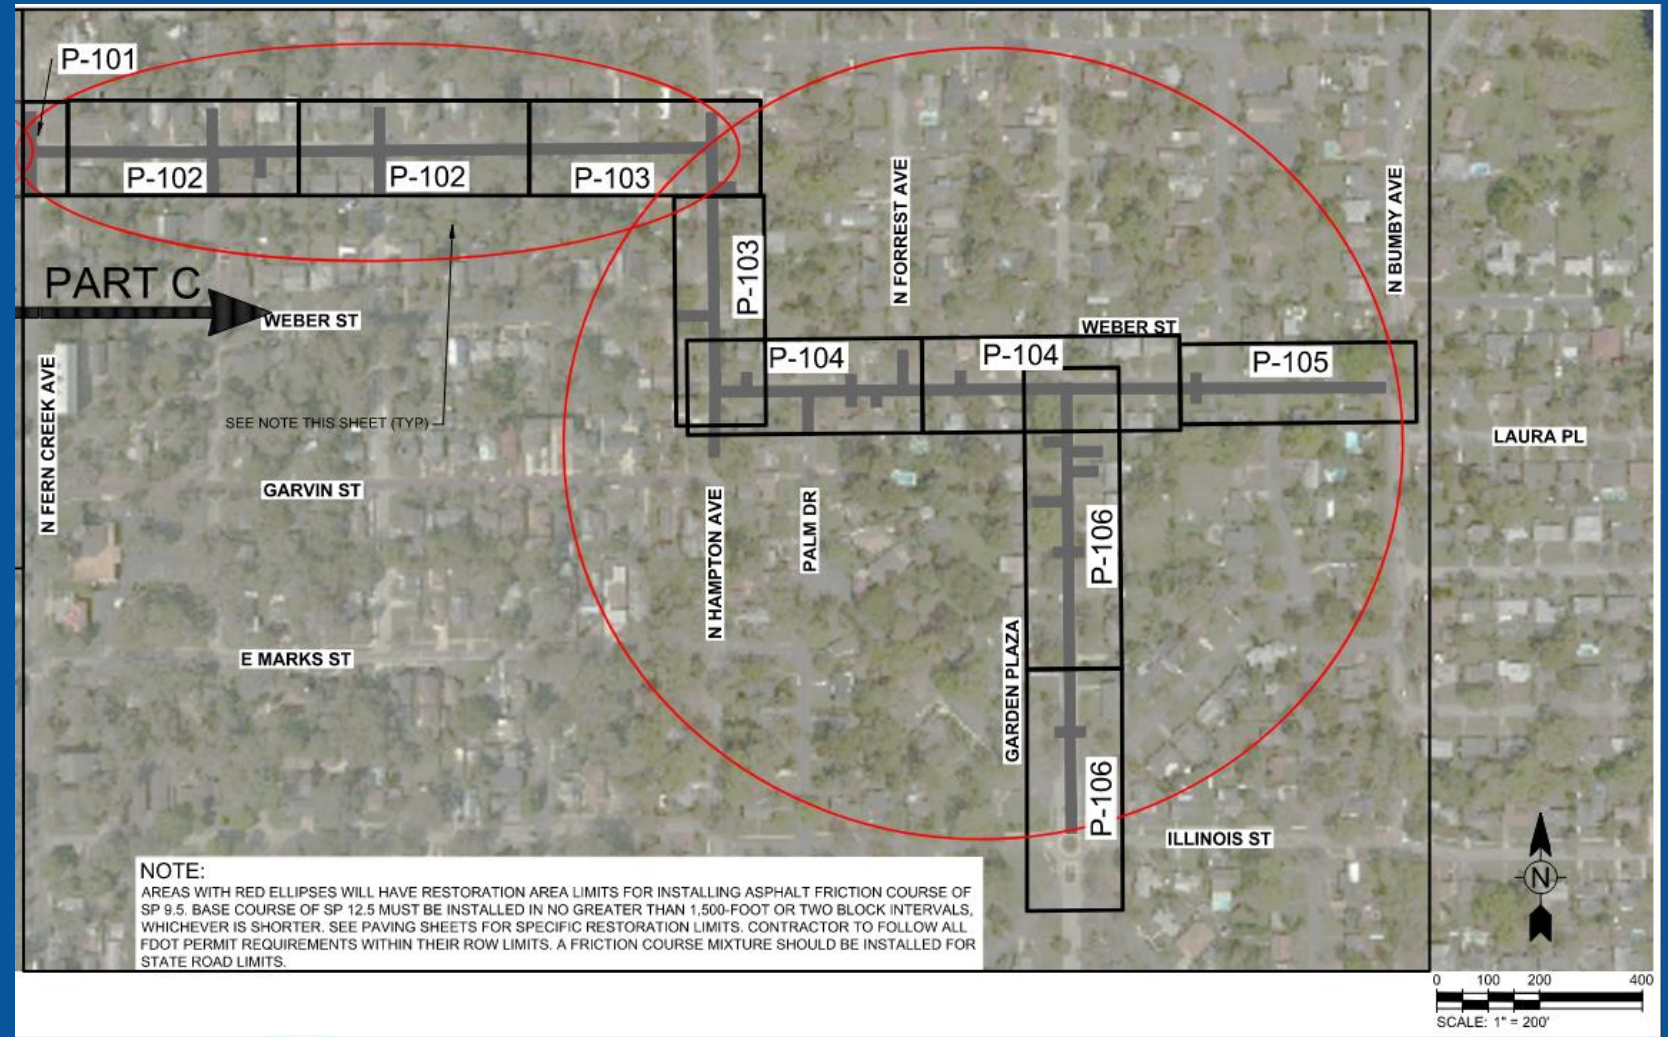 P-101
P-102
P-102
P-103
P-103
N FORREST AVE
N BUMBY AVE
PART C
WEBER ST
WEBER ST
P-104
P-104
P-105
N FERN CREEK AVE
SEE NOTE THIS SHEET (TYP)
LAURA PL
GARVIN ST
N HAMPTON AVE
PALM DR
P-106
E MARKS ST
GARDEN PLAZA
P-106
ILLINOIS ST
NOTE:
AREAS WITH RED ELLIPSES WILL HAVE RESTORATION AREA LIMITS FOR INSTALLING ASPHALT FRICTION COURSE OF
SP 9.5. BASE COURSE OF SP 12.5 MUST BE INSTALLED IN NO GREATER THAN 1,500-FOOT OR TWO BLOCK INTERVALS,
WHICHEVER IS SHORTER. SEE PAVING SHEETS FOR SPECIFIC RESTORATION LIMITS. CONTRACTOR TO FOLLOW ALL
FDOT PERMIT REQUIREMENTS WITHIN THEIR ROW LIMITS. A FRICTION COURSE MIXTURE SHOULD BE INSTALLED FOR
STATE ROAD LIMITS.
N
0 100 200 400
SCALE: 1" = 200'